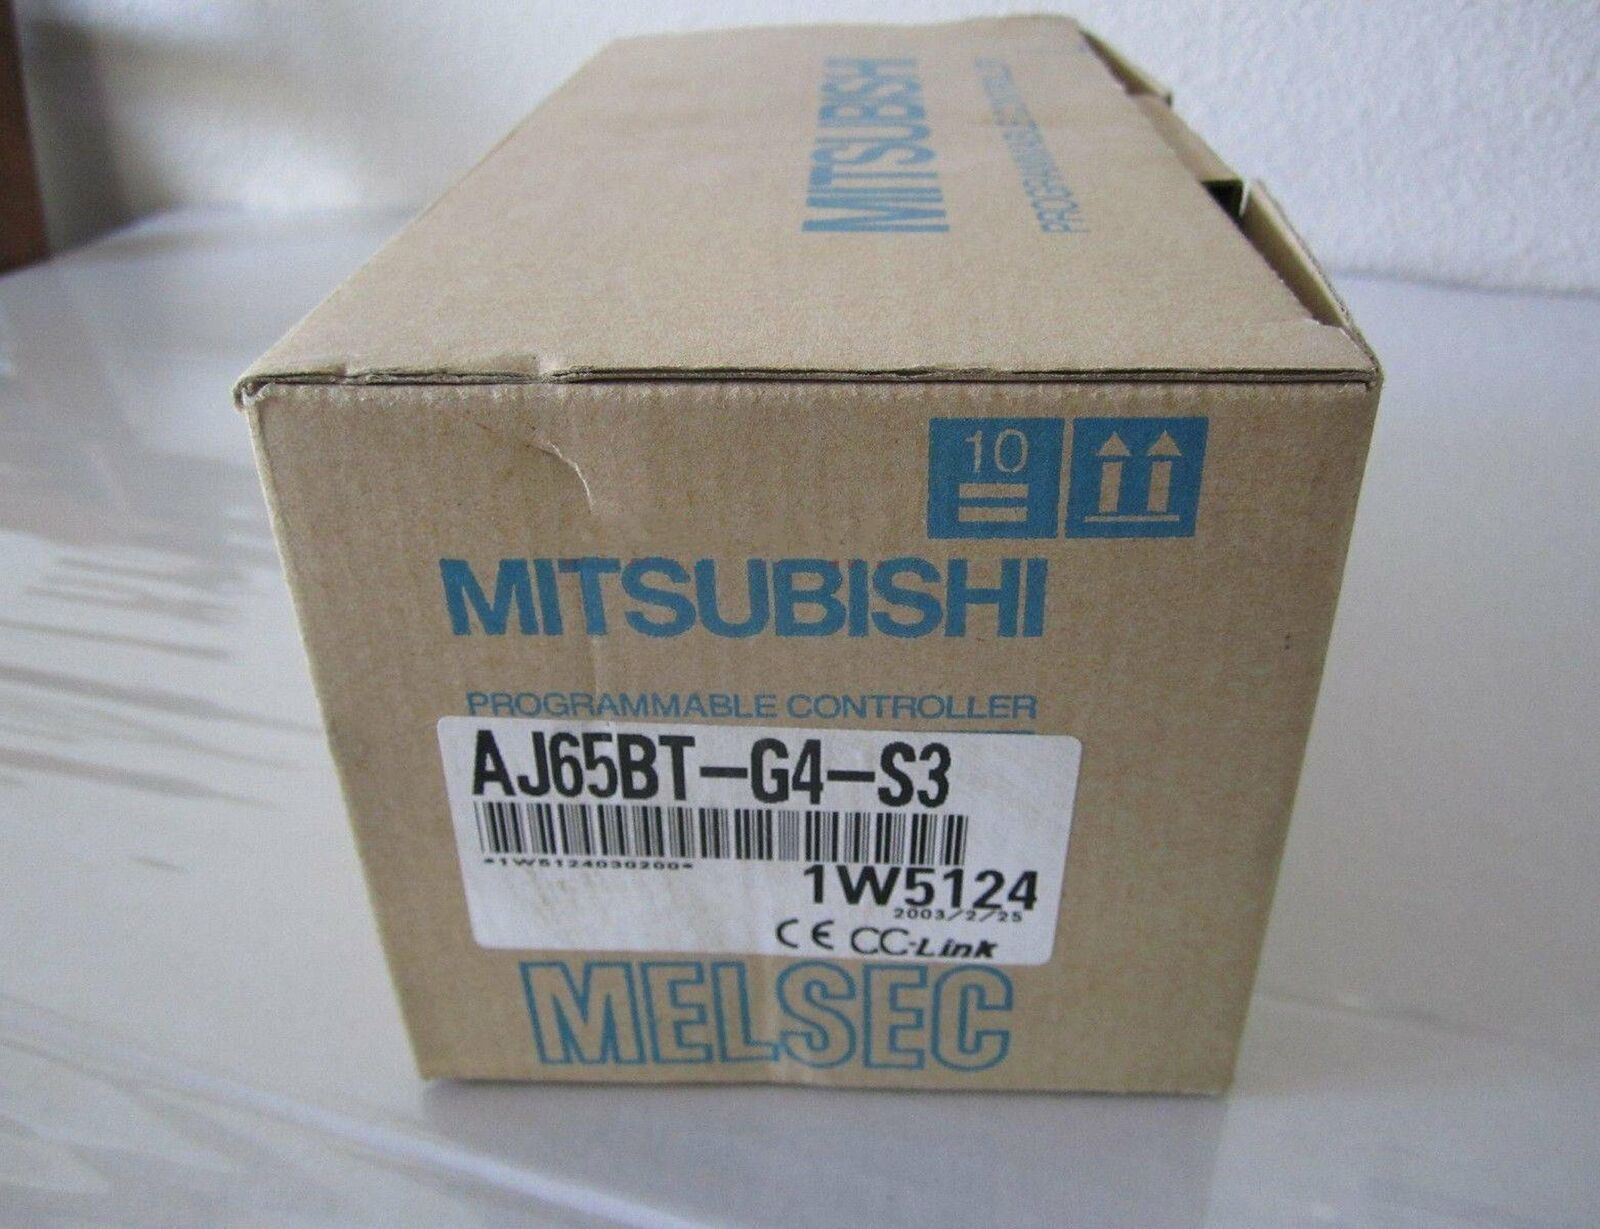 MITSUBISHI
PROGRAMMABLE CONTROLLER
10
MITSUBISHI
PROGRAMMABLE CONTROLLER
AJ65BT-G4-S3
*1W5124030200*
1W5124
2003/2/25
CE CC-Link
MELSEC